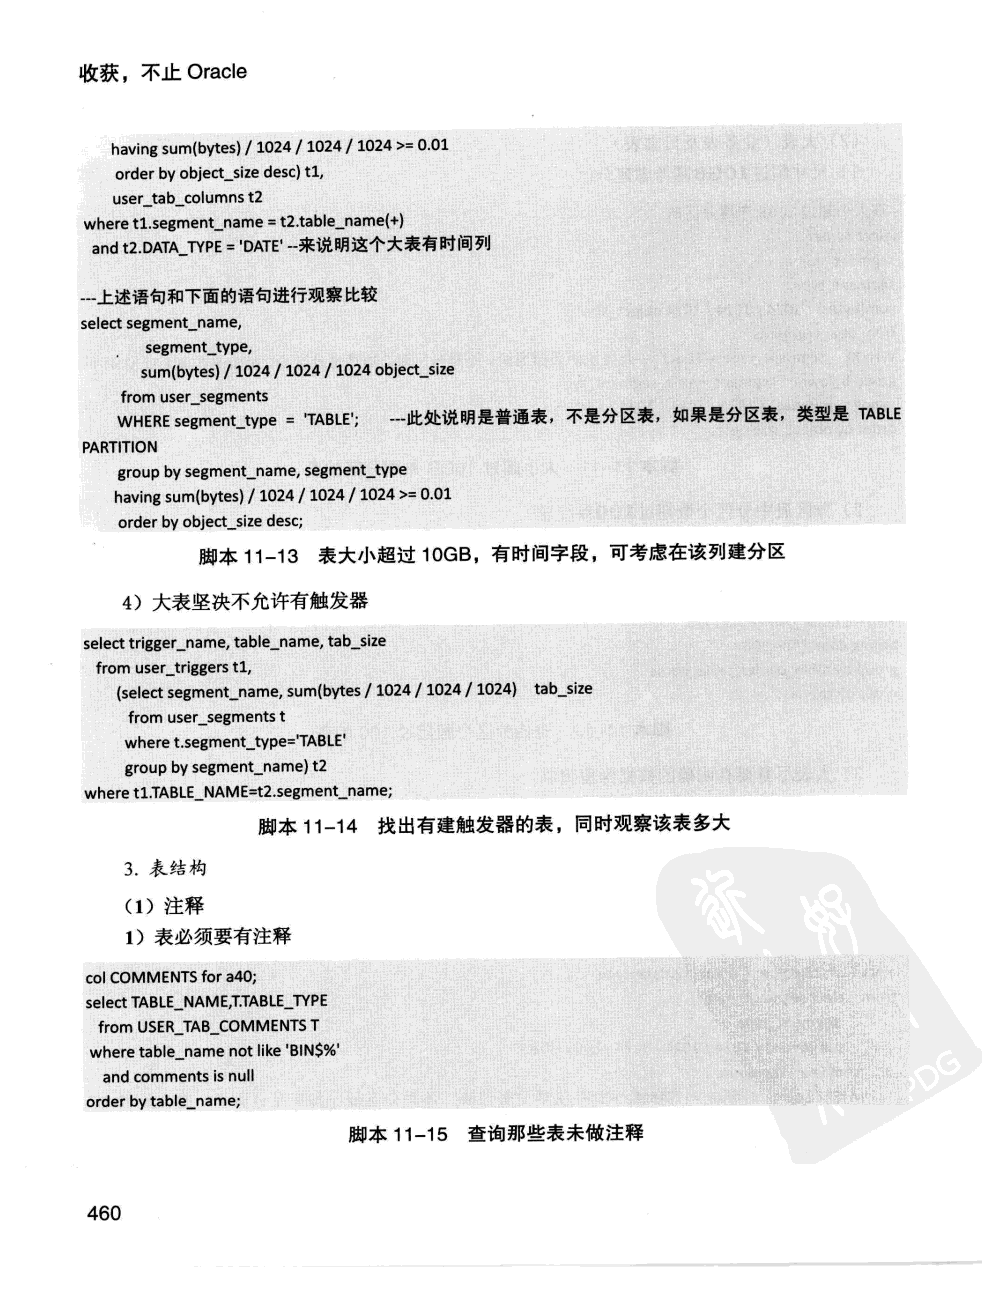 收获，不止 Oracle
having sum(bytes) / 1024 / 1024 / 1024 >= 0.01
order by object_size desc) t1,
user_tab_columns t2
where t1.segment_name = t2.table_name(+)
and t2.DATA_TYPE = 'DATE' --来说明这个大表有时间列
---上述语句和下面的语句进行观察比较
select segment_name,
segment_type,
sum(bytes) / 1024 / 1024 / 1024 object_size
from user_segments
WHERE segment_type = 'TABLE'; ---此处说明是普通表，不是分区表，如果是分区表，类型是 TABLE
PARTITION
group by segment_name, segment_type
having sum(bytes) / 1024 / 1024 / 1024 >= 0.01
order by object_size desc;
脚本 11-13 表大小超过 10GB，有时间字段，可考虑在该列建分区
4）大表坚决不允许有触发器
select trigger_name, table_name, tab_size
from user_triggers t1,
(select segment_name, sum(bytes / 1024 / 1024 / 1024) tab_size
from user_segments t
where t.segment_type='TABLE'
group by segment_name) t2
where t1.TABLE_NAME=t2.segment_name;
脚本 11-14 找出有建触发器的表，同时观察该表多大
3. 表结构
（1）注释
1）表必须要有注释
col COMMENTS for a40;
select TABLE_NAME,T.TABLE_TYPE
from USER_TAB_COMMENTS T
where table_name not like 'BIN$%'
and comments is null
order by table_name;
PDG
脚本 11-15 查询那些表未做注释
460